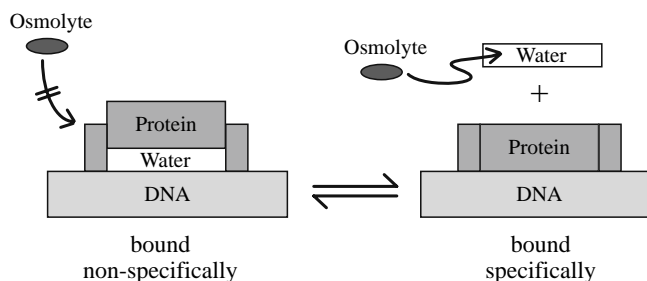 Osmolyte
Protein
Water
DNA
bound
non-specifically
Osmolyte
Water
+
Protein
DNA
bound
specifically